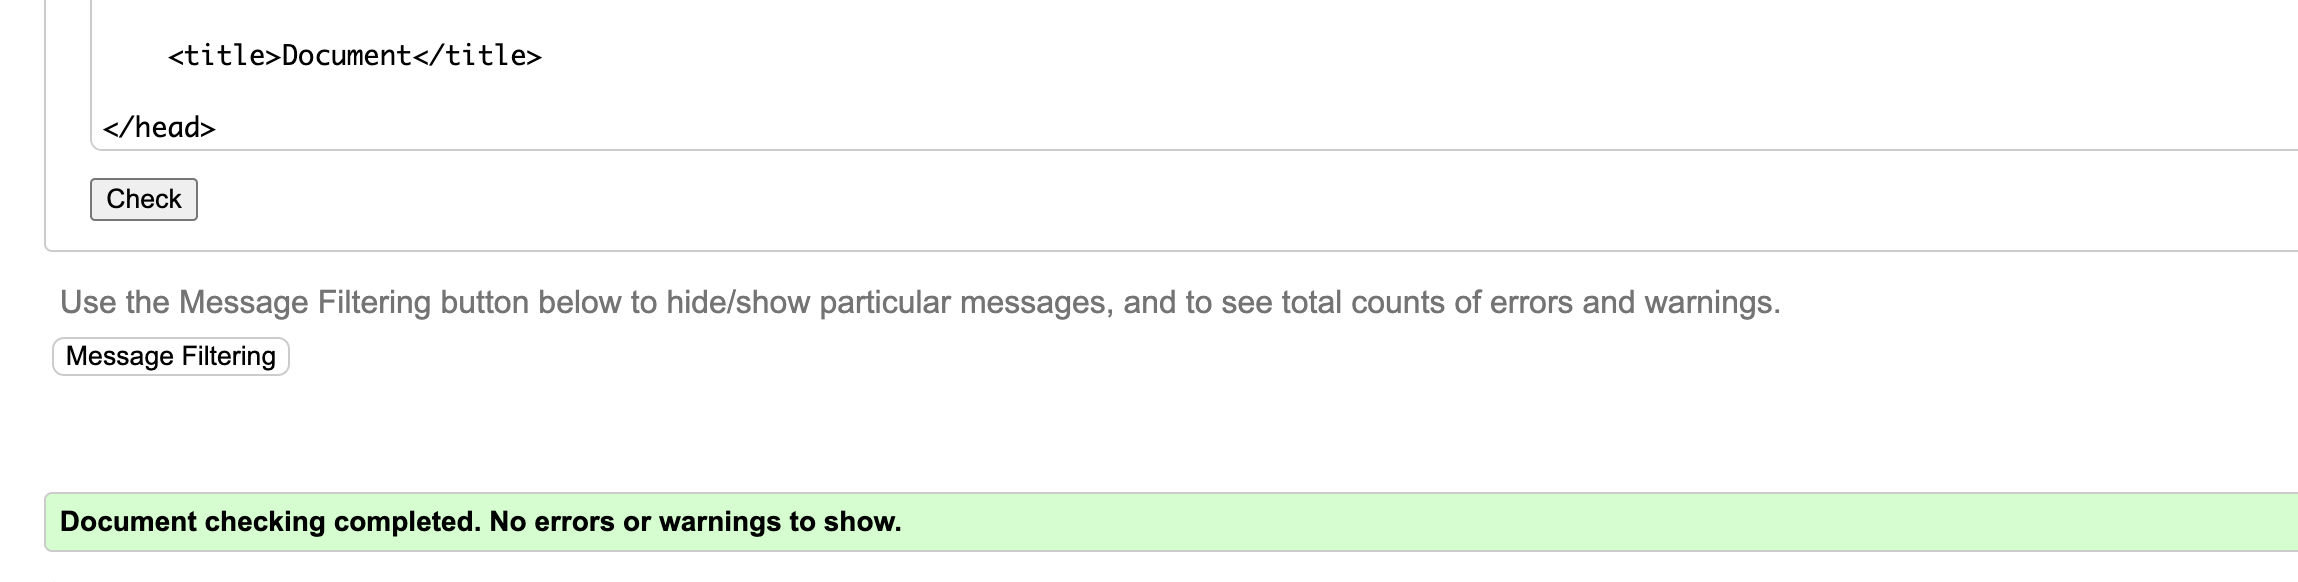 <title>Document</title>
</head>
Check
Use the Message Filtering button below to hide/show particular messages, and to see total counts of errors and warnings.
Message Filtering
Document checking completed. No errors or warnings to show.